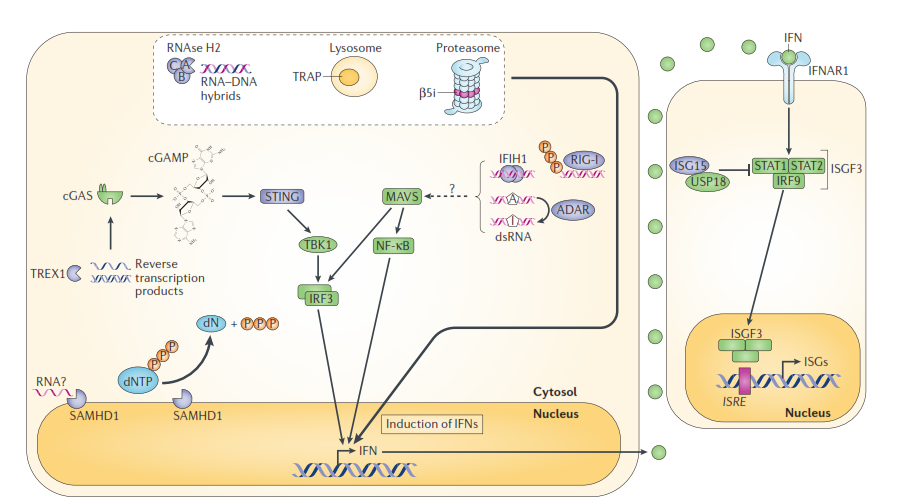 RNAse H2
C A
B
RNA–DNA
hybrids
Lysosome
TRAP
Proteasome
β5i
IFN
IFNAR1
cGAMP
cGAS
STING
MAVS
?
IFIH1
P
P
P
RIG-I
A
I
ADAR
dsRNA
TBK1
NF-κB
IRF3
TREX1
Reverse
transcription
products
dN + P P P
dNTP
P
P
P
RNA?
SAMHD1
SAMHD1
Cytosol
Nucleus
Induction of IFNs
IFN
ISG15
USP18
STAT1 STAT2
IRF9
ISGF3
ISGF3
ISGs
ISRE
Nucleus